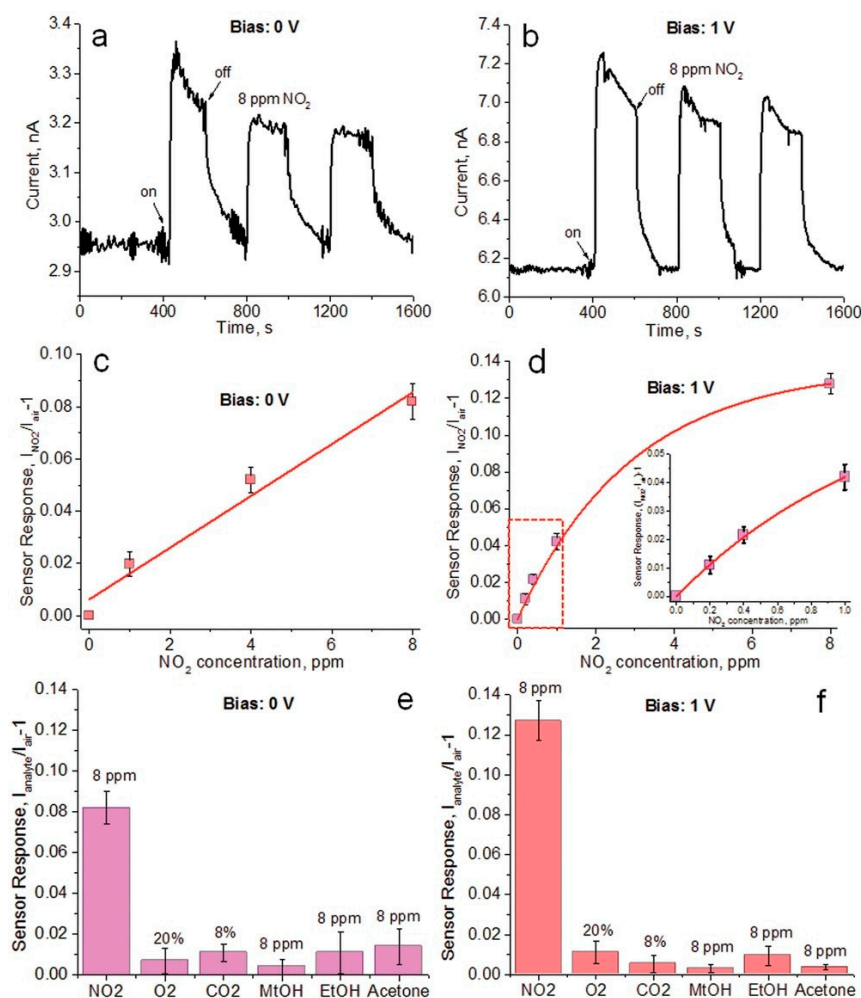 a
Bias: 0 V
3.4
3.3
3.2
3.1
3.0
2.9
Current, nA
on
off
8 ppm NO2
0 400 800 1200 1600
Time, s
b
Bias: 1 V
7.4
7.2
7.0
6.8
6.6
6.4
6.2
6.0
Current, nA
on
off
8 ppm NO2
0 400 800 1200 1600
Time, s
c
Bias: 0 V
0.10
0.08
0.06
0.04
0.02
0.00
Sensor Response, INO2/Iair-1
0 2 4 6 8
NO2 concentration, ppm
d
Bias: 1 V
0.14
0.12
0.10
0.08
0.06
0.04
0.02
0.00
Sensor Response, INO2/Iair-1
0 2 4 6 8
NO2 concentration, ppm
0.05
0.04
0.03
0.02
0.01
0.00
0.0 0.2 0.4 1.0
NO2 concentration, ppm
e
Bias: 0 V
0.14
0.12
0.10
0.08
0.06
0.04
0.02
0.00
Sensor Response, Ianalyte/Iair-1
8 ppm
20%
8%
8 ppm
8 ppm
8 ppm
NO2 O2 CO2 MtOH EtOH Acetone
f
Bias: 1 V
0.14
0.12
0.10
0.08
0.06
0.04
0.02
0.00
Sensor Response, Ianalyte/Iair-1
8 ppm
20%
8%
8 ppm
8 ppm
8 ppm
NO2 O2 CO2 MtOH EtOH Acetone